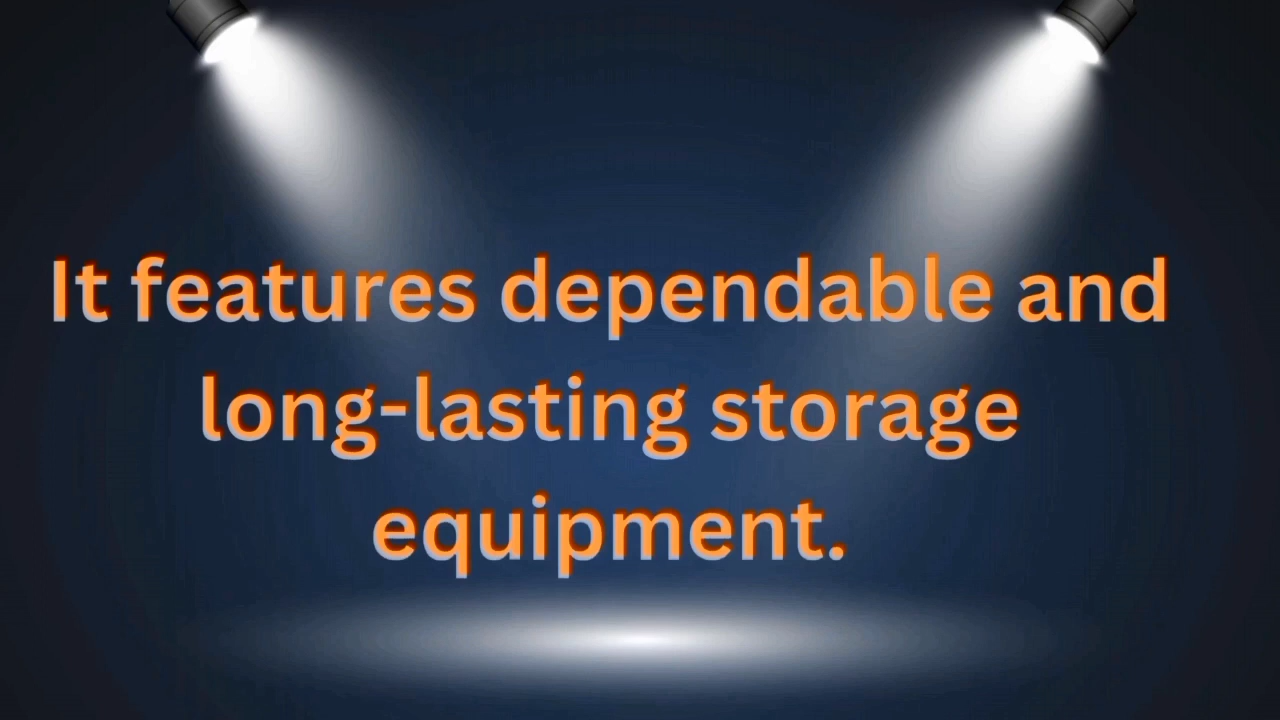 It features dependable and
long-lasting storage
equipment.